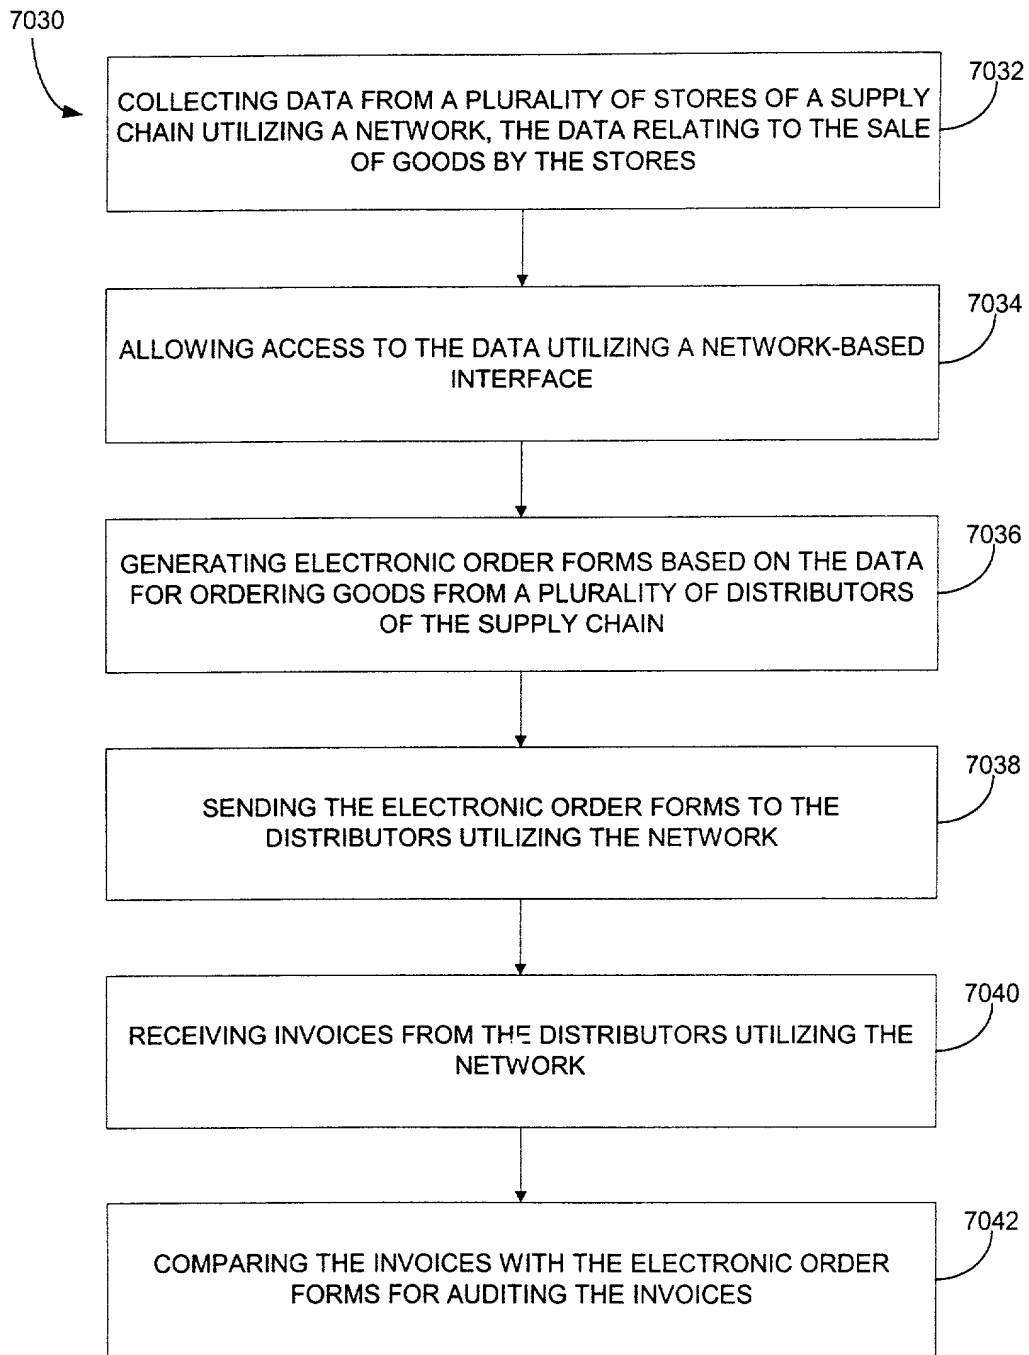 7030
7032
COLLECTING DATA FROM A PLURALITY OF STORES OF A SUPPLY
CHAIN UTILIZING A NETWORK, THE DATA RELATING TO THE SALE
OF GOODS BY THE STORES
7034
ALLOWING ACCESS TO THE DATA UTILIZING A NETWORK-BASED
INTERFACE
7036
GENERATING ELECTRONIC ORDER FORMS BASED ON THE DATA
FOR ORDERING GOODS FROM A PLURALITY OF DISTRIBUTORS
OF THE SUPPLY CHAIN
7038
SENDING THE ELECTRONIC ORDER FORMS TO THE
DISTRIBUTORS UTILIZING THE NETWORK
7040
RECEIVING INVOICES FROM THE DISTRIBUTORS UTILIZING THE
NETWORK
7042
COMPARING THE INVOICES WITH THE ELECTRONIC ORDER
FORMS FOR AUDITING THE INVOICES